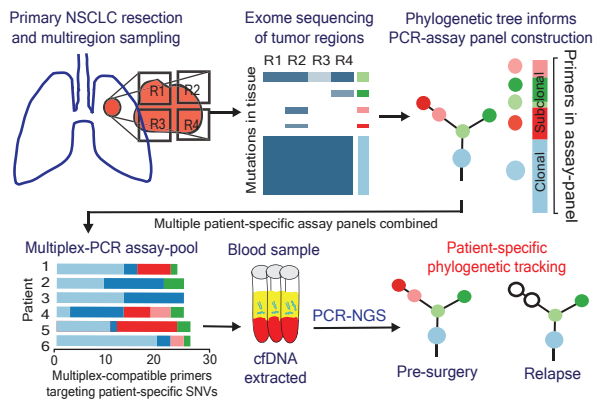 Primary NSCLC resection
and multiregion sampling
R1
R2
R3
R4
Exome sequencing
of tumor regions
R1 R2 R3 R4
Mutations in tissue
Phylogenetic tree informs
PCR-assay panel construction
Subclonal
Clonal
Primers in assay-panel
Multiple patient-specific assay panels combined
Multiplex-PCR assay-pool
Patient
1
2
3
4
5
6
0 10 20 30
Multiplex-compatible primers
targeting patient-specific SNVs
Blood sample
cfDNA
extracted
PCR-NGS
Patient-specific
phylogenetic tracking
Pre-surgery
Relapse